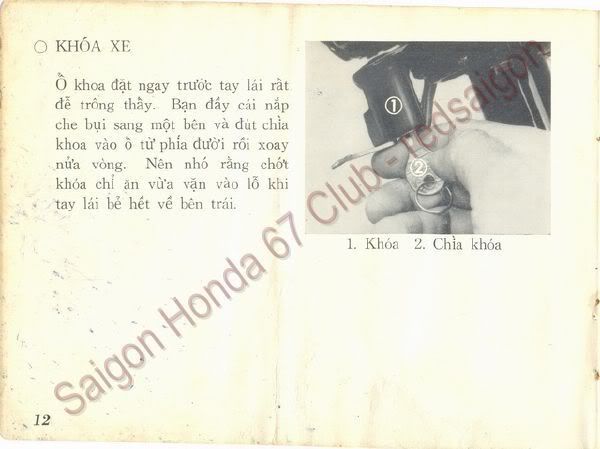 KHÓA XE
Ồ khoa đặt ngay trước tay lái rất
dễ trông thấy. Bạn đẩy cái nắp
che bụi sang một bên và đút chìa
khoa vào ồ từ phía đười rồi xoay
nửa vòng. Nên nhó rằng chốt
khóa chỉ ăn vừa vặn vào lỗ khi
tay lái bẻ hết về bên trái.
1
2
1. Khóa 2. Chìa khóa
12
Saigon Honda 67 Club - redsaigon